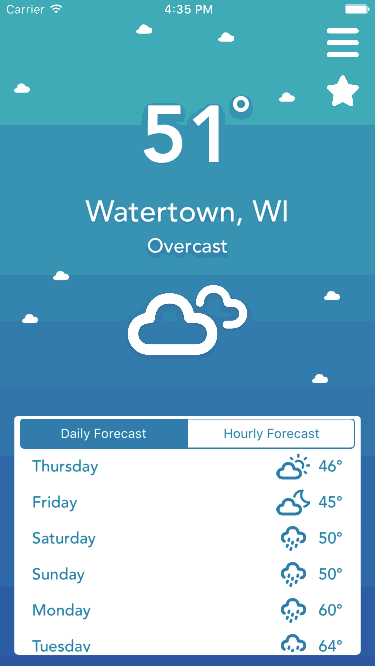 Carrier 4:35 PM
51°
Watertown, WI
Overcast
Daily Forecast Hourly Forecast
Thursday 46°
Friday 45°
Saturday 50°
Sunday 50°
Monday 60°
Tuesday 64°